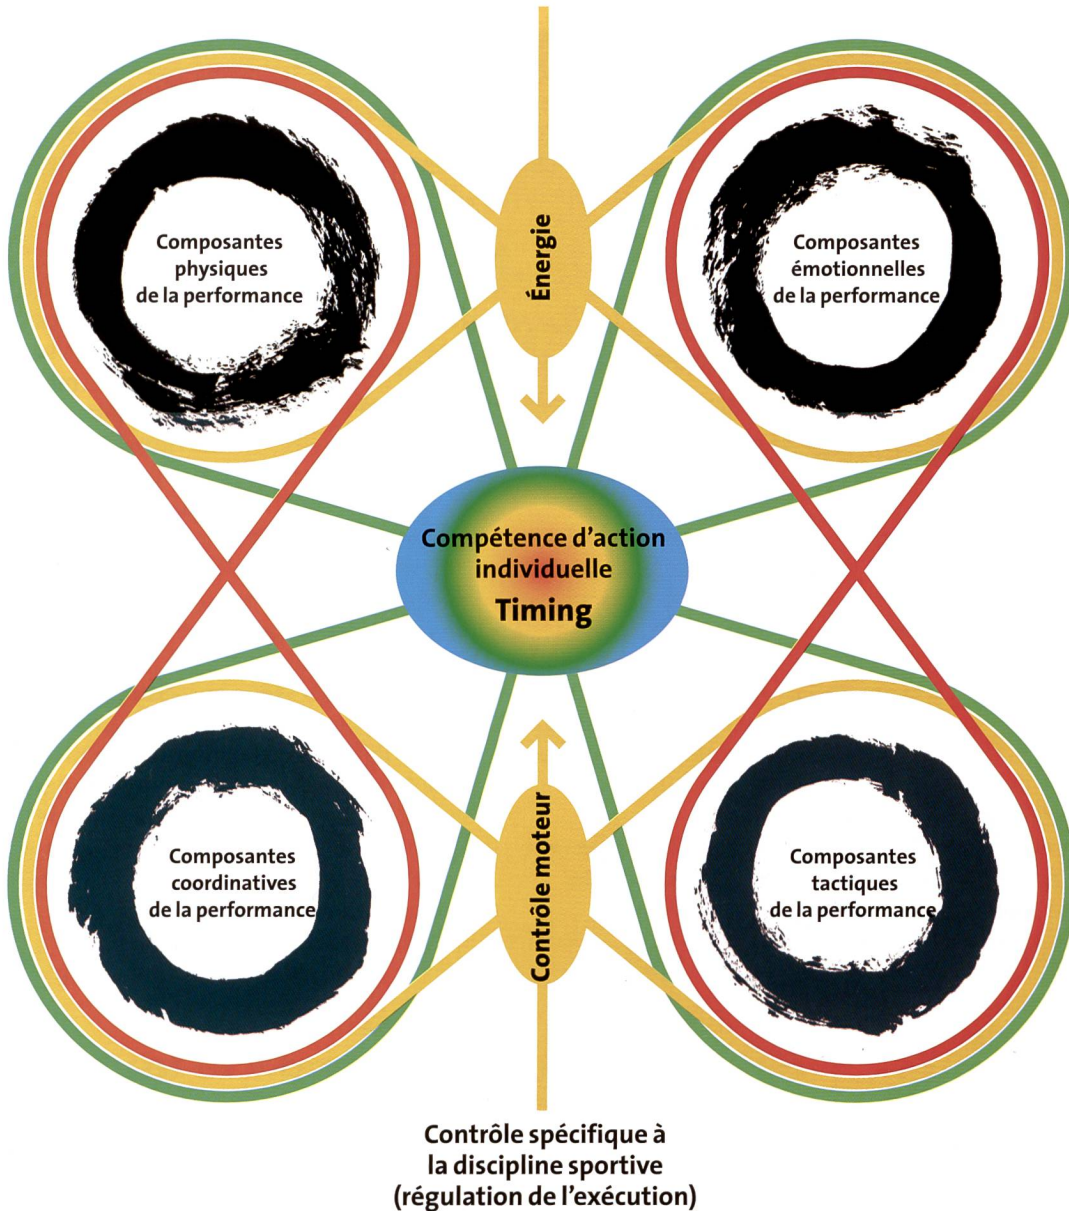 Composantes
physiques
de la performance
Énergie
Composantes
émotionnelles
de la performance
Compétence d'action
individuelle
Timing
Composantes
coordinatives
de la performance
Contrôle moteur
Composantes
tactiques
de la performance
Contrôle spécifique à
la discipline sportive
(régulation de l'exécution)